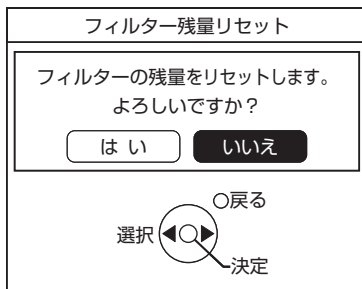 フィルター残量リセット
フィルターの残量をリセットします。
よろしいですか？
はい いいえ
○戻る
選択
決定